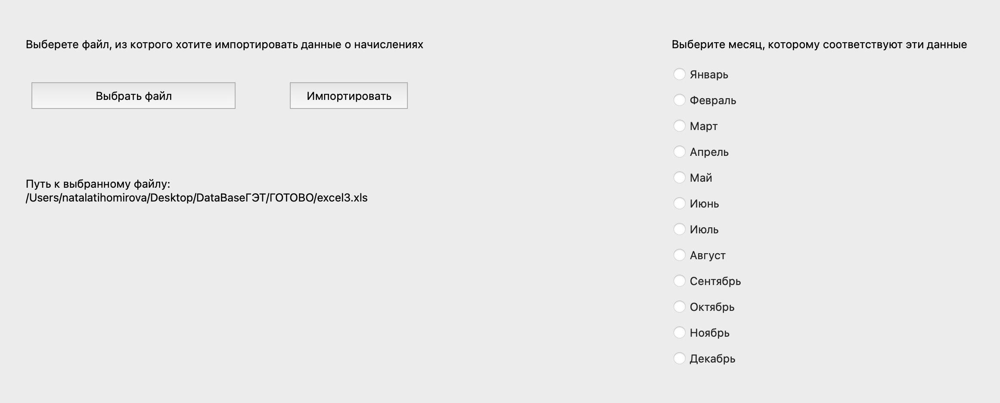 Выберете файл, из котрого хотите импортировать данные о начислениях
Выбрать файл
Импортировать
Путь к выбранному файлу:
/Users/natalatihomirova/Desktop/DataBaseГЭТ/ГОТОВО/excel3.xls
Выберите месяц, которому соответствуют эти данные
Январь
Февраль
Март
Апрель
Май
Июнь
Июль
Август
Сентябрь
Октябрь
Ноябрь
Декабрь